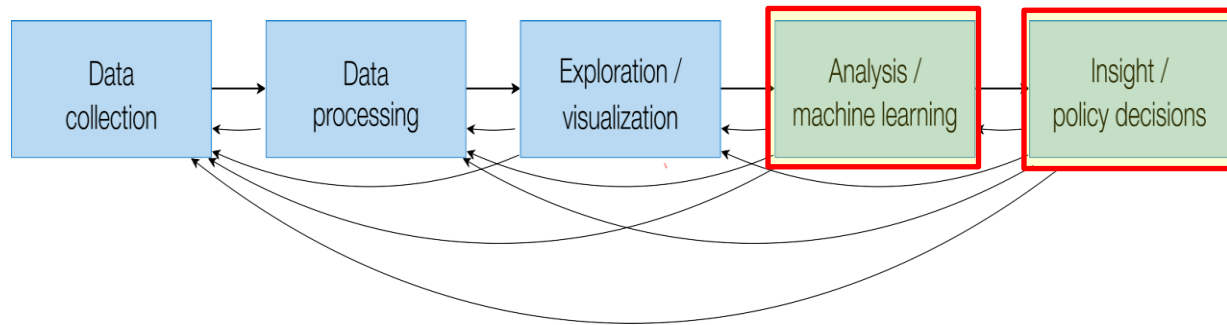 Data
collection
Data
processing
Exploration /
visualization
Analysis /
machine learning
Insight /
policy decisions